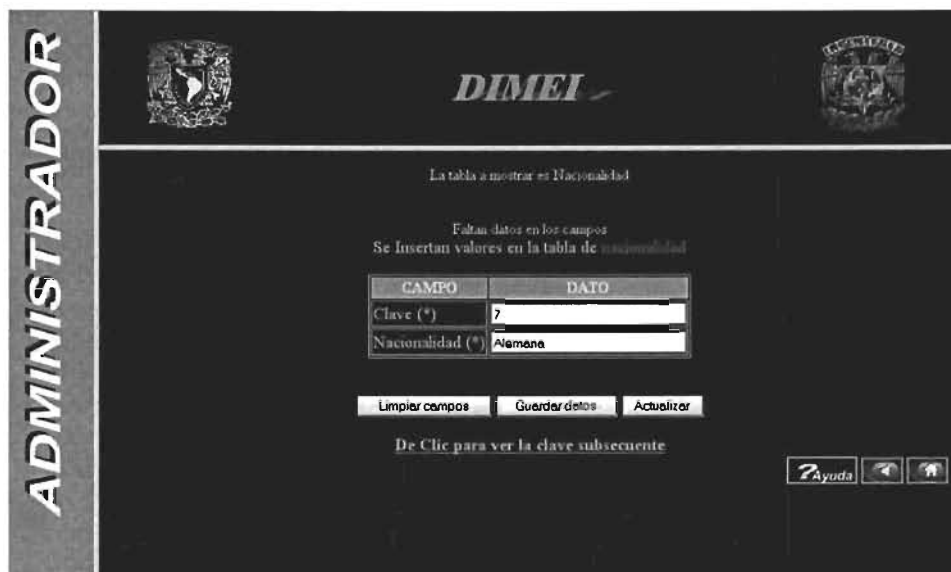 ADMINISTRADOR
DIMEI
La tabla a mostrar es Nacionalidad
Faltan datos en los campos
Se Insertan valores en la tabla de nacionalidad
CAMPO DATO
Clave (*) 7
Nacionalidad (*) Alemana
Limpiar campos Guardar datos Actualizar
De Clic para ver la clave subsecuente
?Ayuda